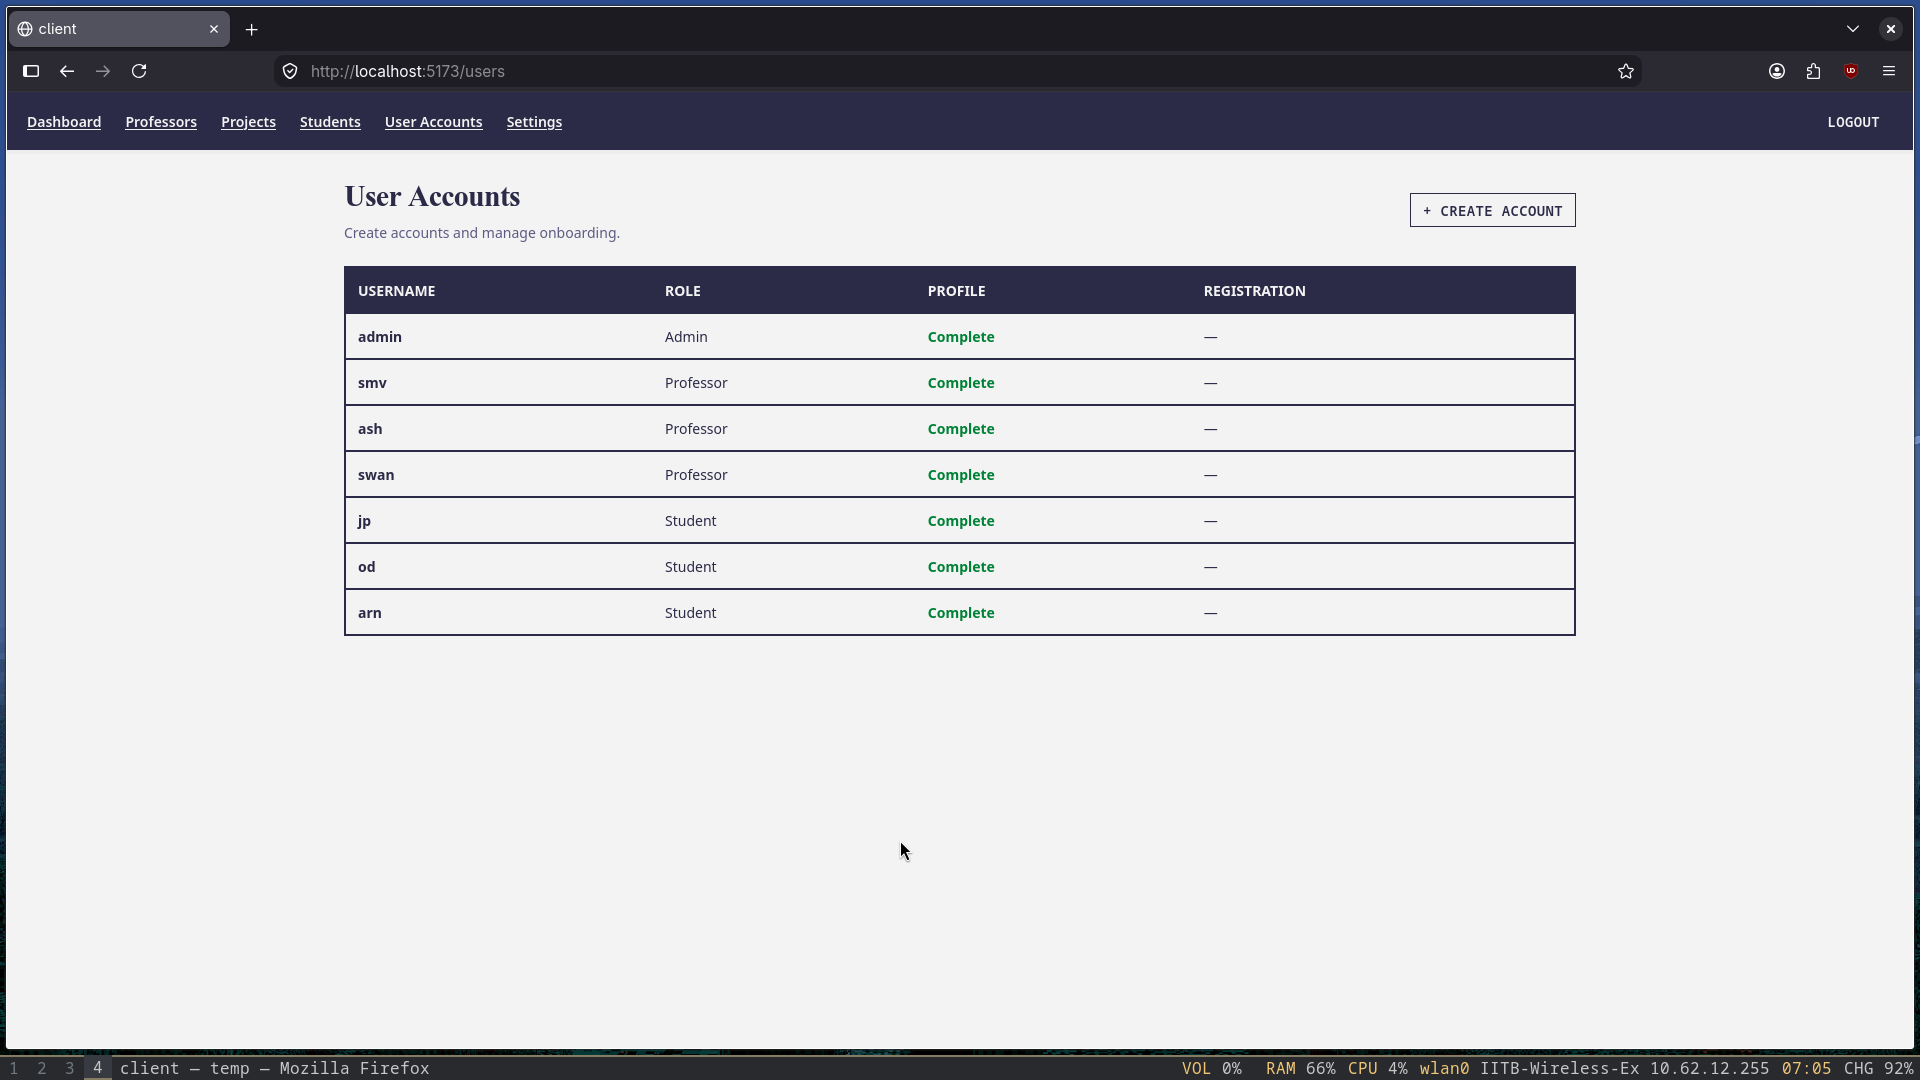 client
http://localhost:5173/users
Dashboard Professors Projects Students User Accounts Settings LOGOUT
User Accounts
+ CREATE ACCOUNT
Create accounts and manage onboarding.
USERNAME ROLE PROFILE REGISTRATION
admin Admin Complete —
smv Professor Complete —
ash Professor Complete —
swan Professor Complete —
jp Student Complete —
od Student Complete —
arn Student Complete —
1 2 3 4 client — temp — Mozilla Firefox VOL 0% RAM 66% CPU 4% wlan0 IITB-Wireless-Ex 10.62.12.255 07:05 CHG 92%